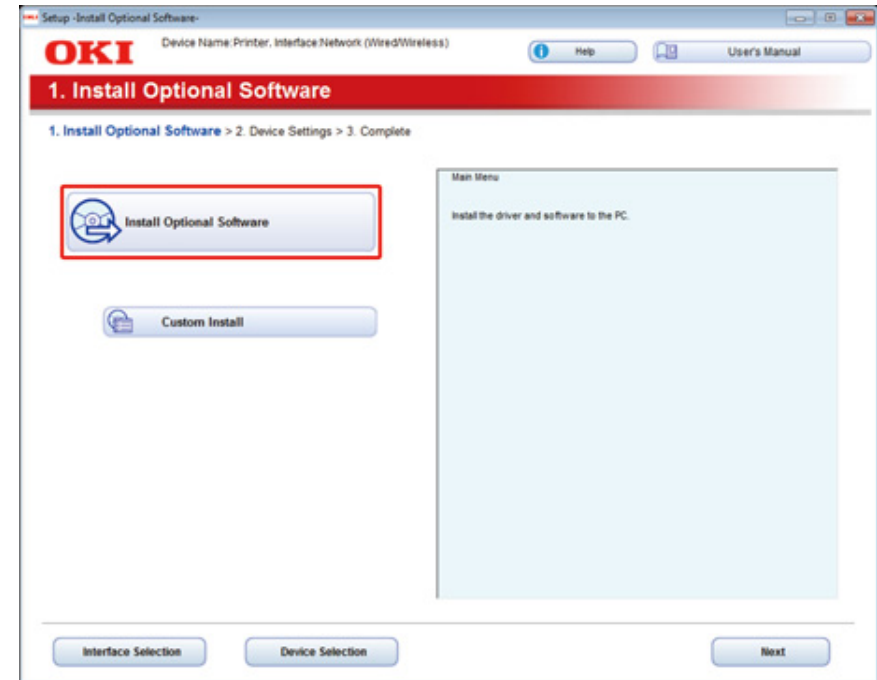 Setup -Install Optional Software-
OKI
Device Name:Printer, Interface:Network (Wired/Wireless)
Help
User's Manual
1. Install Optional Software
1. Install Optional Software > 2. Device Settings > 3. Complete
Install Optional Software
Custom Install
Main Menu
Install the driver and software to the PC.
Interface Selection
Device Selection
Next